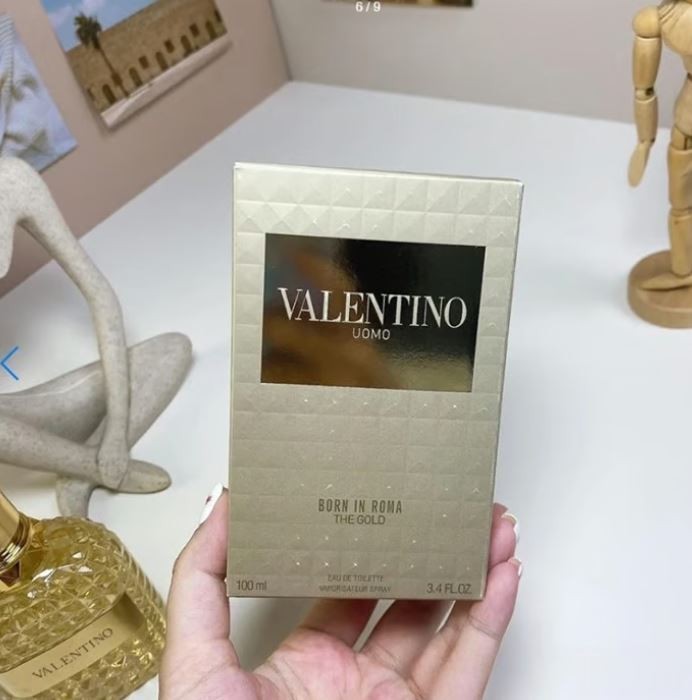 6/9
VALENTINO
UOMO
BORN IN ROMA
THE GOLD
EAU DE TOILETTE
100 ml VAPORISATEUR SPRAY 3.4 FL.OZ.
VALENTINO